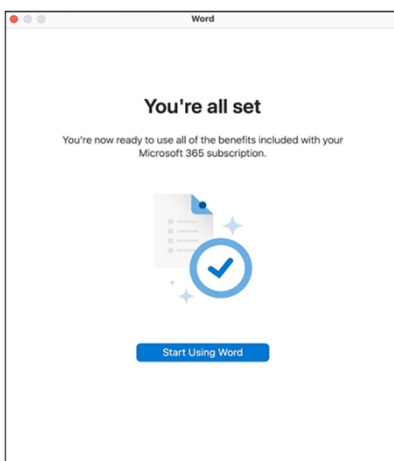 Word
You're all set
You're now ready to use all of the benefits included with your
Microsoft 365 subscription.
Start Using Word